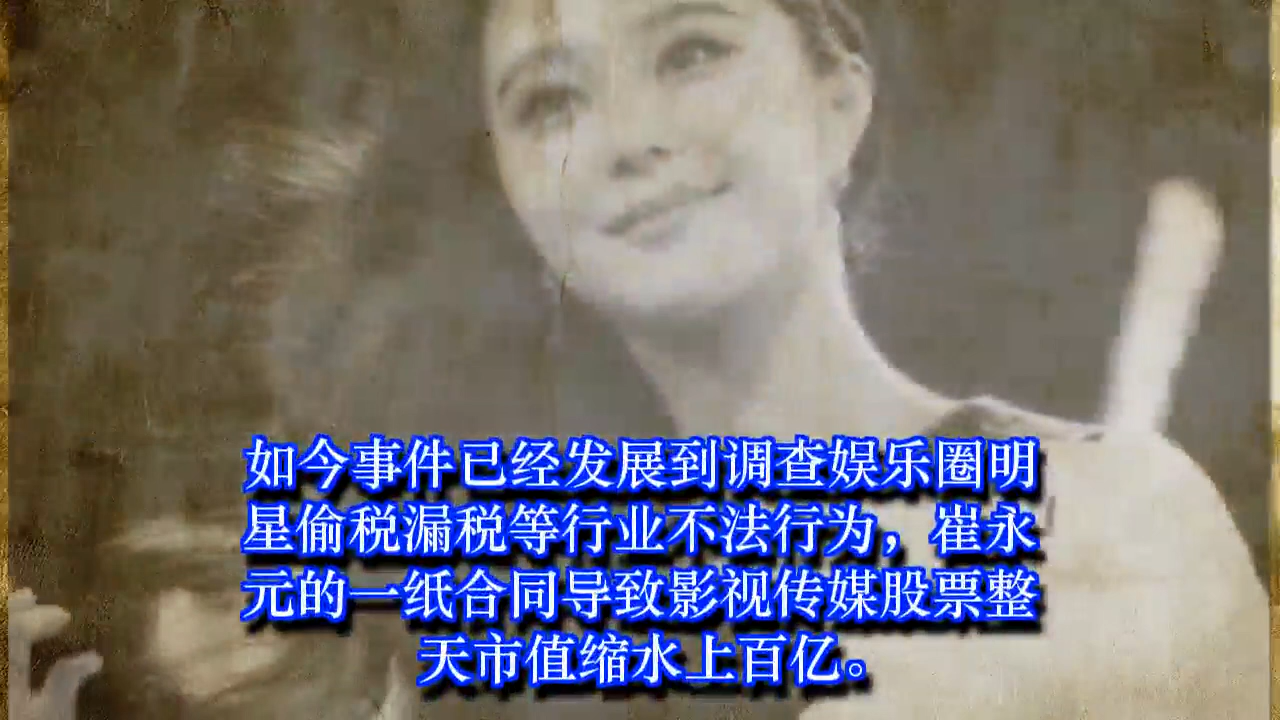 如今事件已经发展到调查娱乐圈明
星偷税漏税等行业不法行为，崔永
元的一纸合同导致影视传媒股票整
天市值缩水上百亿。